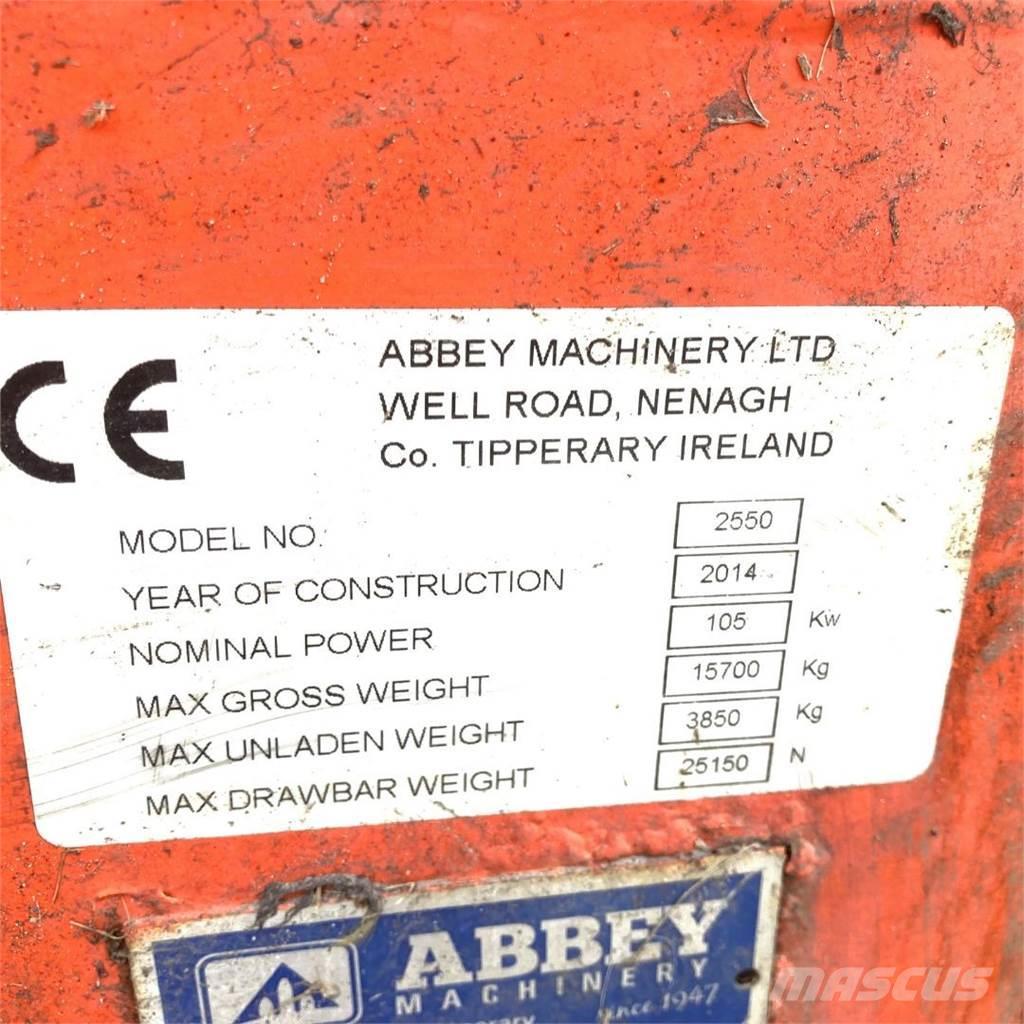 CE
ABBEY MACHINERY LTD
WELL ROAD, NENAGH
Co. TIPPERARY IRELAND
MODEL NO. 2550
YEAR OF CONSTRUCTION 2014
NOMINAL POWER 105 Kw
MAX GROSS WEIGHT 15700 Kg
MAX UNLADEN WEIGHT 3850 Kg
MAX DRAWBAR WEIGHT 25150 N
ABBEY
MACHINERY
since 1947
MASCUS